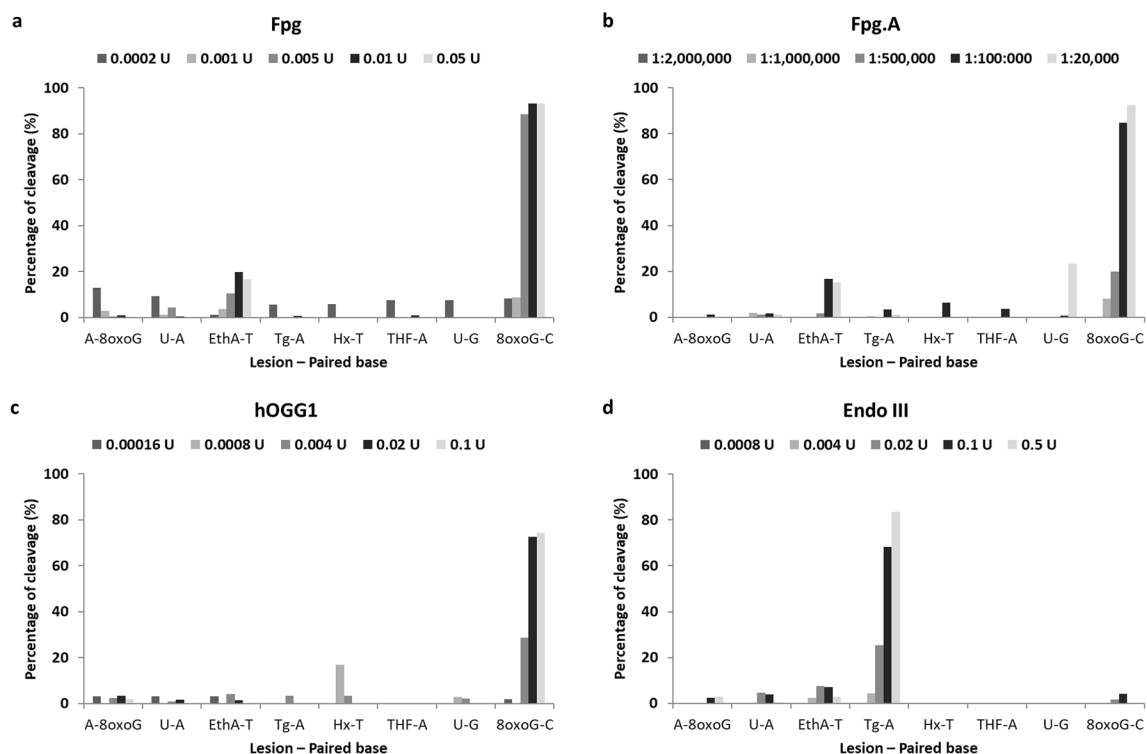 a
Fpg
0.0002 U 0.001 U 0.005 U 0.01 U 0.05 U
Percentage of cleavage (%)
100
80
60
40
20
0
A-8oxoG U-A EthA-T Tg-A Hx-T THF-A U-G 8oxoG-C
Lesion – Paired base
b
Fpg.A
1:2,000,000 1:1,000,000 1:500,000 1:100:000 1:20,000
Percentage of cleavage (%)
100
80
60
40
20
0
A-8oxoG U-A EthA-T Tg-A Hx-T THF-A U-G 8oxoG-C
Lesion – Paired base
c
hOGG1
0.00016 U 0.0008 U 0.004 U 0.02 U 0.1 U
Percentage of cleavage (%)
100
80
60
40
20
0
A-8oxoG U-A EthA-T Tg-A Hx-T THF-A U-G 8oxoG-C
Lesion – Paired base
d
Endo III
0.0008 U 0.004 U 0.02 U 0.1 U 0.5 U
Percentage of cleavage (%)
100
80
60
40
20
0
A-8oxoG U-A EthA-T Tg-A Hx-T THF-A U-G 8oxoG-C
Lesion – Paired base